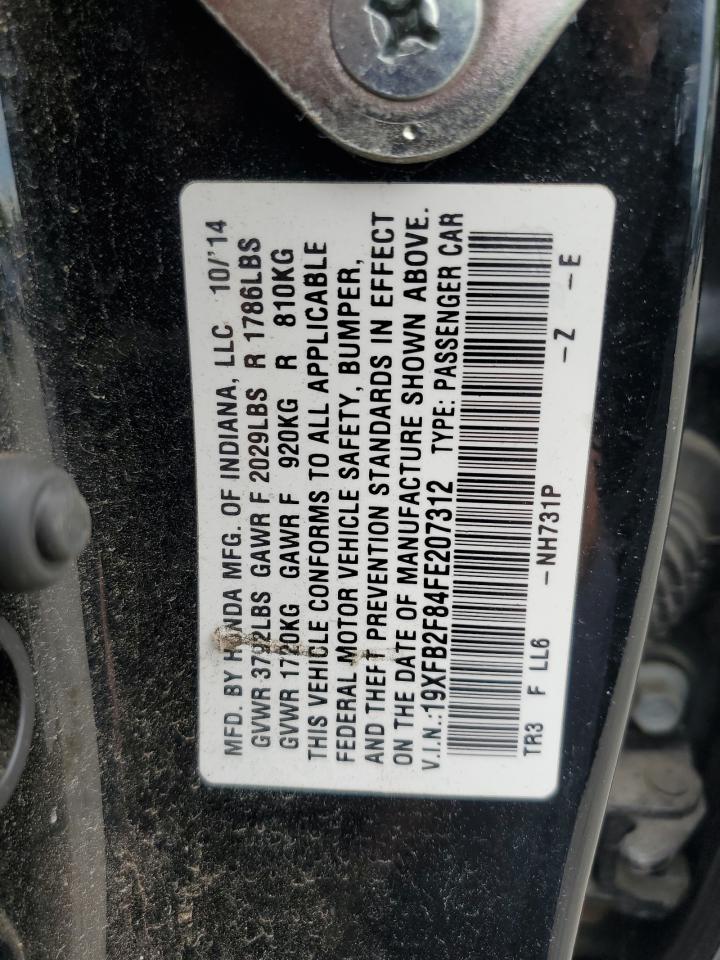 MFD. BY HONDA MFG. OF INDIANA, LLC 10/'14
GVWR 3792LBS GAWR F 2029LBS R 1786LBS
GVWR 1720KG GAWR F 920KG R 810KG
THIS VEHICLE CONFORMS TO ALL APPLICABLE
FEDERAL MOTOR VEHICLE SAFETY, BUMPER,
AND THEFT PREVENTION STANDARDS IN EFFECT
ON THE DATE OF MANUFACTURE SHOWN ABOVE.
V.I.N.:19XFB2F84FE207312 TYPE: PASSENGER CAR
TR3 F LL6 -NH731P -Z -E